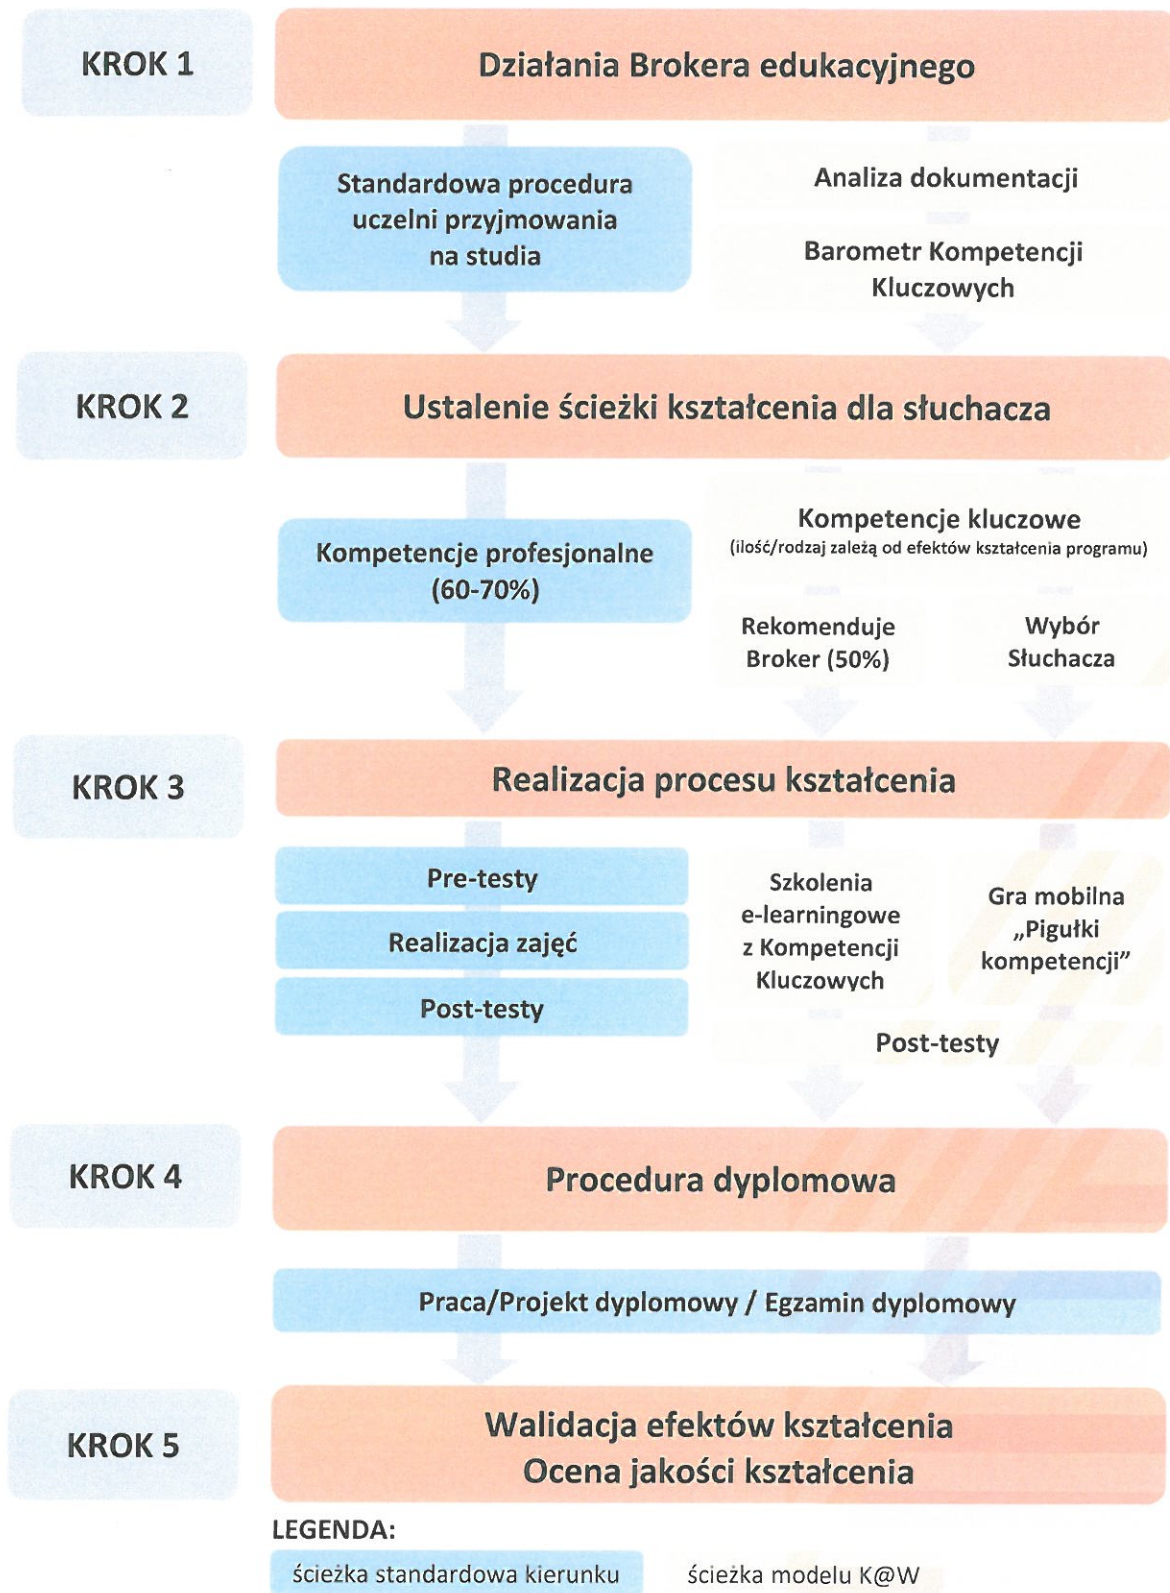 KROK 1
Działania Brokera edukacyjnego
Standardowa procedura
uczelni przyjmowania
na studia
Analiza dokumentacji
Barometr Kompetencji
Kluczowych
KROK 2
Ustalenie ścieżki kształcenia dla słuchacza
Kompetencje profesjonalne
(60-70%)
Kompetencje kluczowe
(ilość/rodzaj zależą od efektów kształcenia programu)
Rekomenduje
Broker (50%)
Wybór
Słuchacza
KROK 3
Realizacja procesu kształcenia
Pre-testy
Realizacja zajęć
Post-testy
Szkolenia
e-learningowe
z Kompetencji
Kluczowych
Gra mobilna
„Pigułki
kompetencji”
Post-testy
KROK 4
Procedura dyplomowa
Praca/Projekt dyplomowy / Egzamin dyplomowy
KROK 5
Walidacja efektów kształcenia
Ocena jakości kształcenia
LEGENDA:
ścieżka standardowa kierunku
ścieżka modelu K@W